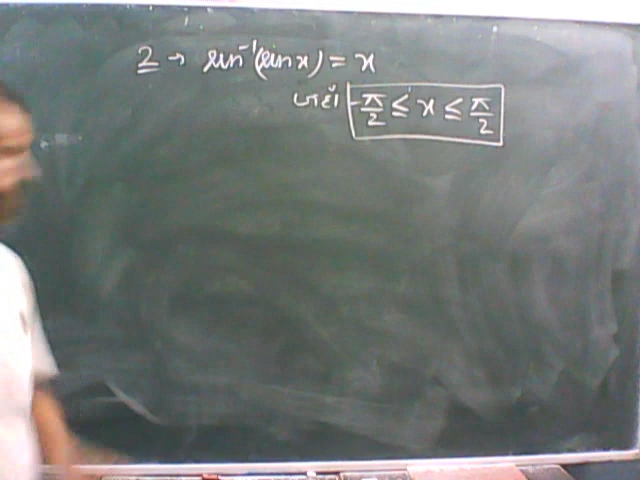 2 → sin⁻¹(sin x) = x
जहाँ -π/2 ≤ x ≤ π/2